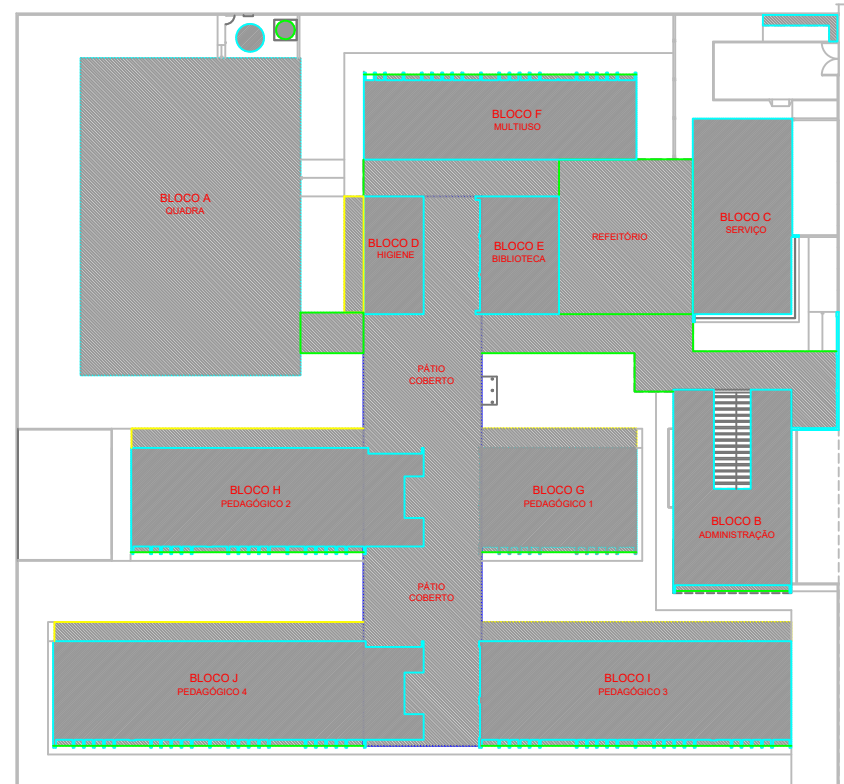 BLOCO F
MULTIUSO
BLOCO A
QUADRA
BLOCO D
HIGIENE
BLOCO E
BIBLIOTECA
REFEITÓRIO
BLOCO C
SERVIÇO
PÁTIO
COBERTO
BLOCO H
PEDAGÓGICO 2
BLOCO G
PEDAGÓGICO 1
BLOCO B
ADMINISTRAÇÃO
PÁTIO
COBERTO
BLOCO J
PEDAGÓGICO 4
BLOCO I
PEDAGÓGICO 3